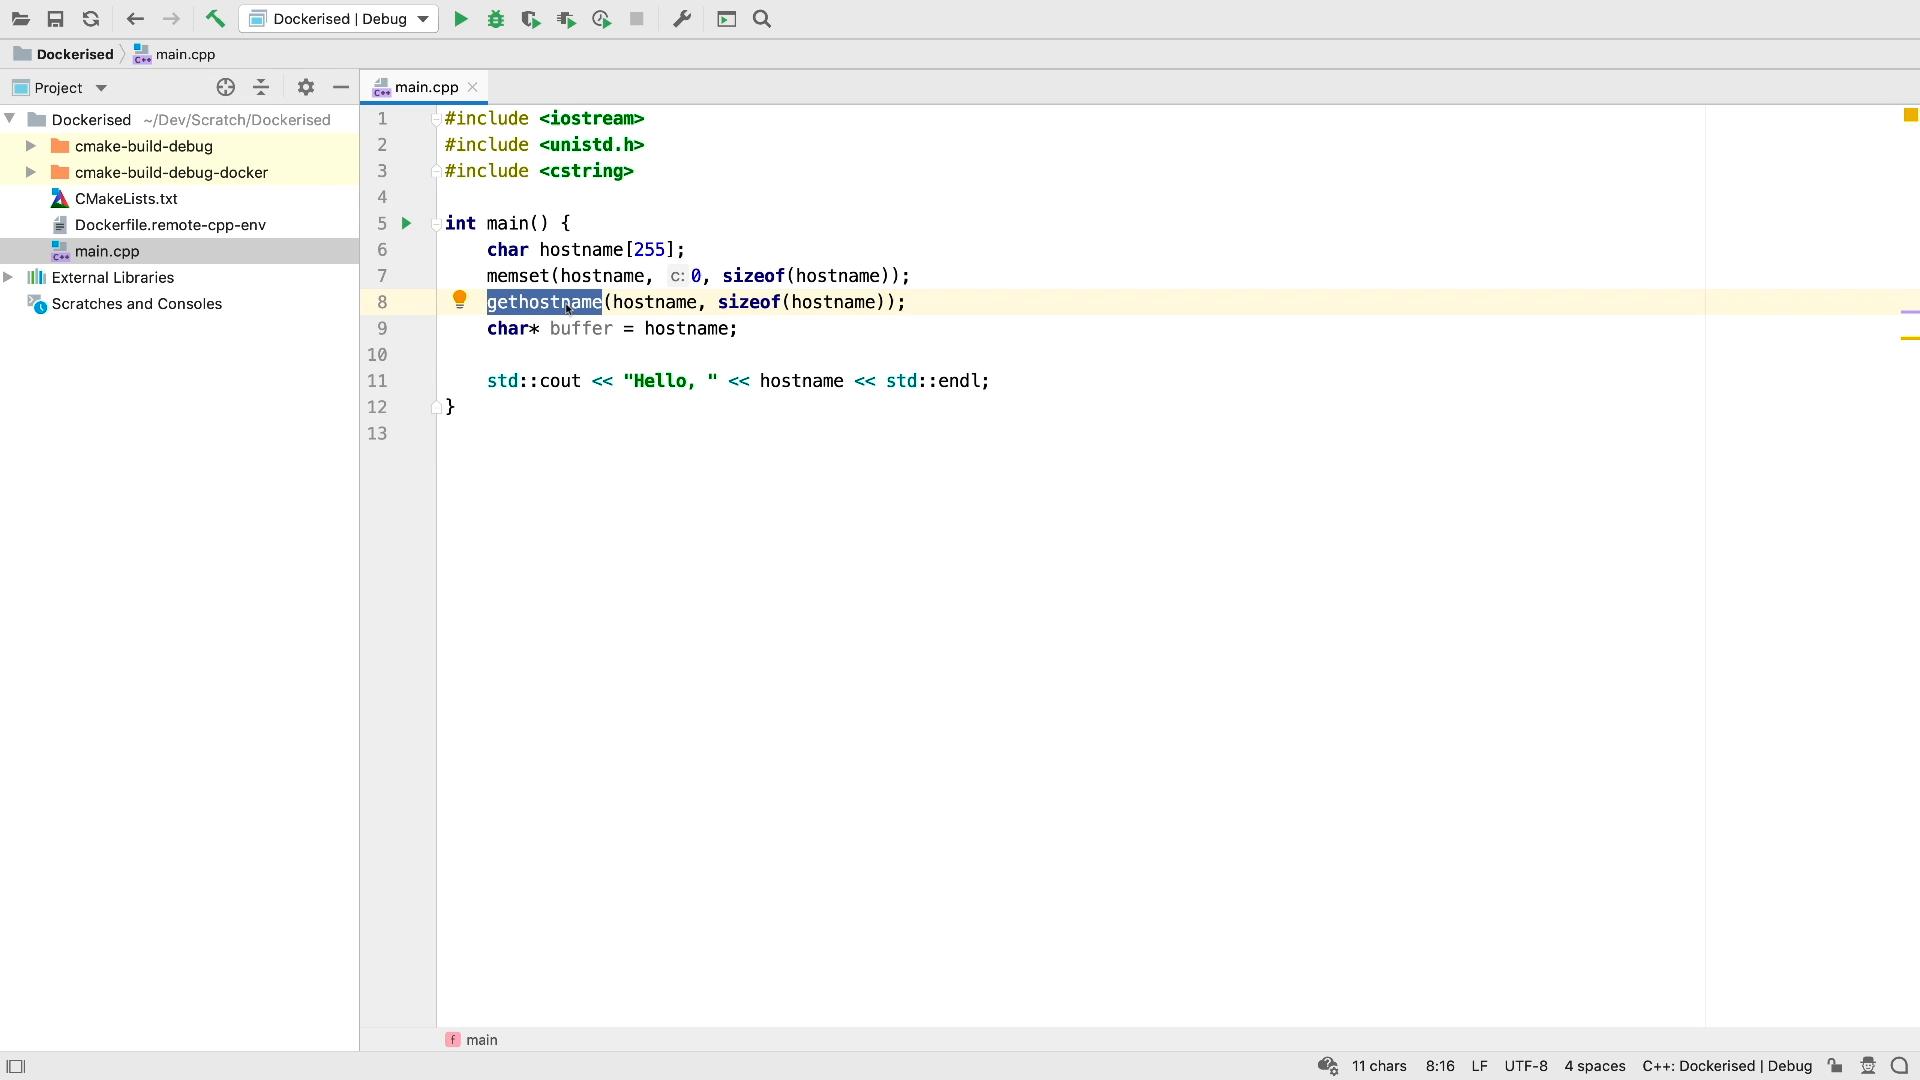 Dockerised | Debug
Dockerised main.cpp
Project
main.cpp
Dockerised ~/Dev/Scratch/Dockerised
cmake-build-debug
cmake-build-debug-docker
CMakeLists.txt
Dockerfile.remote-cpp-env
main.cpp
External Libraries
Scratches and Consoles
1 #include <iostream>
2 #include <unistd.h>
3 #include <cstring>
4
5 int main() {
6 char hostname[255];
7 memset(hostname, c: 0, sizeof(hostname));
8 gethostname(hostname, sizeof(hostname));
9 char* buffer = hostname;
10
11 std::cout << "Hello, " << hostname << std::endl;
12 }
13
f main
11 chars 8:16 LF UTF-8 4 spaces C++: Dockerised | Debug